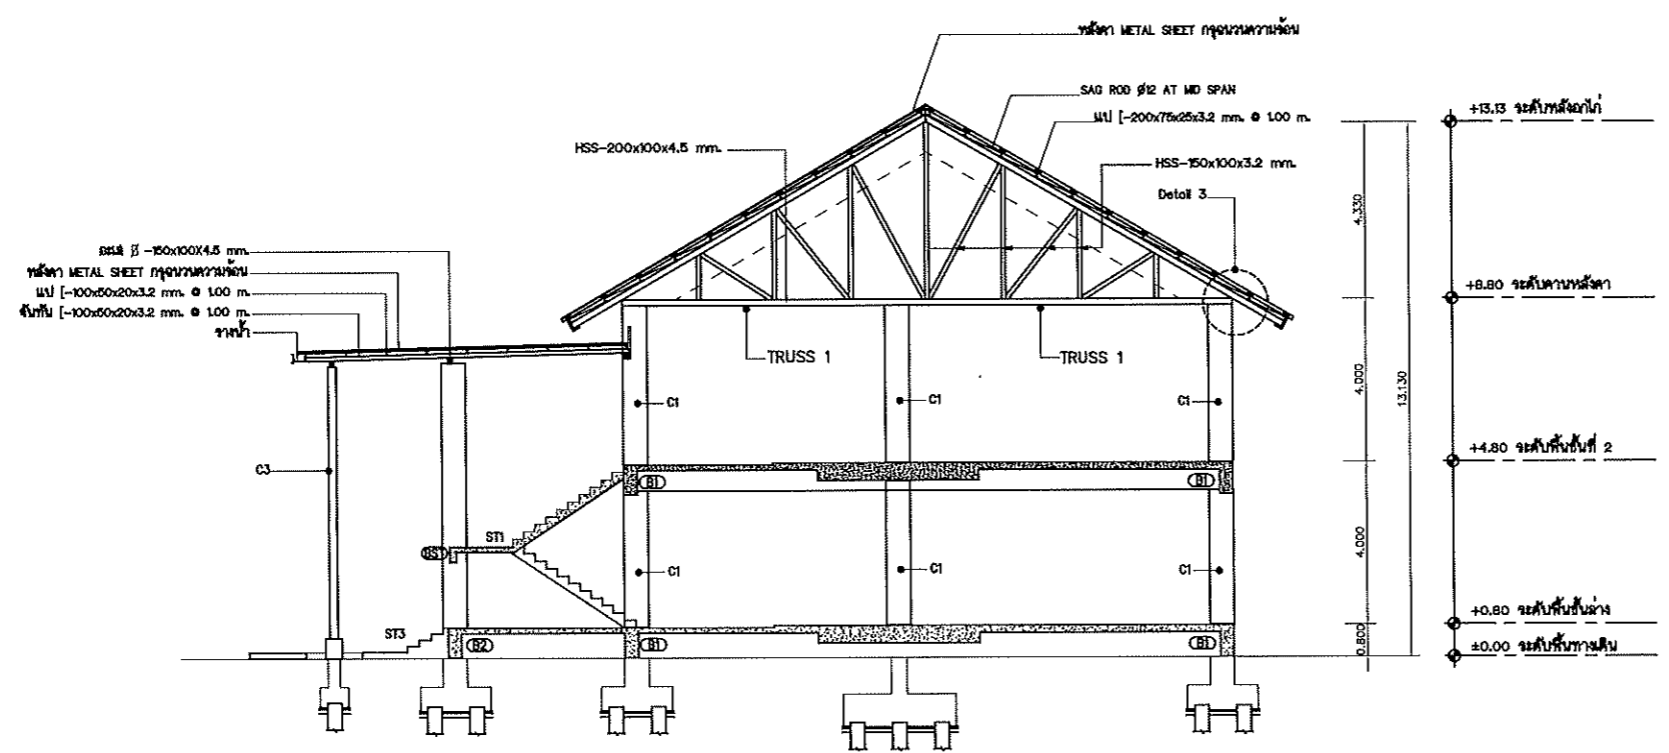 หลังคา METAL SHEET กรุฉนวนความร้อน
SAG ROD Ø12 AT MID SPAN
แป [-200x75x25x3.2 mm. @ 1.00 m.
HSS-200x100x4.5 mm.
HSS-150x100x3.2 mm.
Detail 3
-150x100x4.5 mm.
หลังคา METAL SHEET กรุฉนวนความร้อน
แป [-100x50x20x3.2 mm. @ 1.00 m.
จันทัน [-100x50x20x3.2 mm. @ 1.00 m.
รางน้ำ
TRUSS 1
TRUSS 1
C1
C1
C1
C3
B1
B1
ST1
BS1
C1
C1
C1
ST3
B2
B1
B1
4.330
4.000
4.000
0.800
13.130
+13.13 ระดับหลังอกไก่
+8.80 ระดับคานหลังคา
+4.80 ระดับพื้นชั้นที่ 2
+0.80 ระดับพื้นชั้นล่าง
±0.00 ระดับพื้นทางเดิน